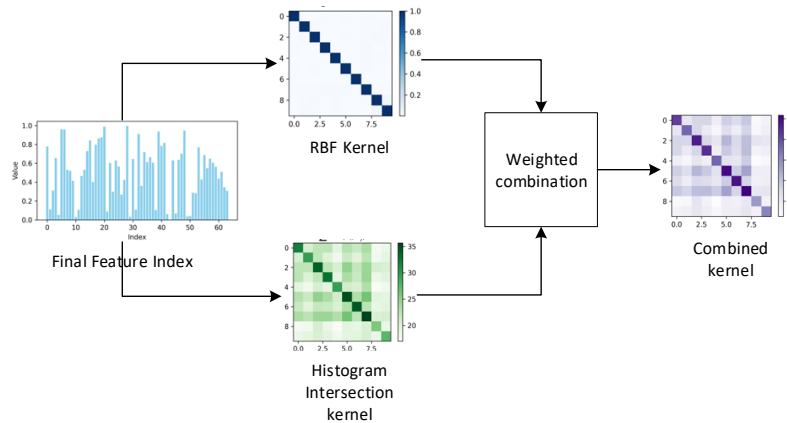 0
2
4
6
8
0.0 2.5 5.0 7.5
1.0
0.8
0.6
0.4
0.2
RBF Kernel
1.0
0.8
0.6
0.4
0.2
0.0
Value
0 10 20 30 40 50 60
Index
Final Feature Index
Weighted
combination
0
2
4
6
8
0.0 2.5 5.0 7.5
Combined
kernel
0
2
4
6
8
0.0 2.5 5.0 7.5
35
30
25
20
Histogram
Intersection
kernel